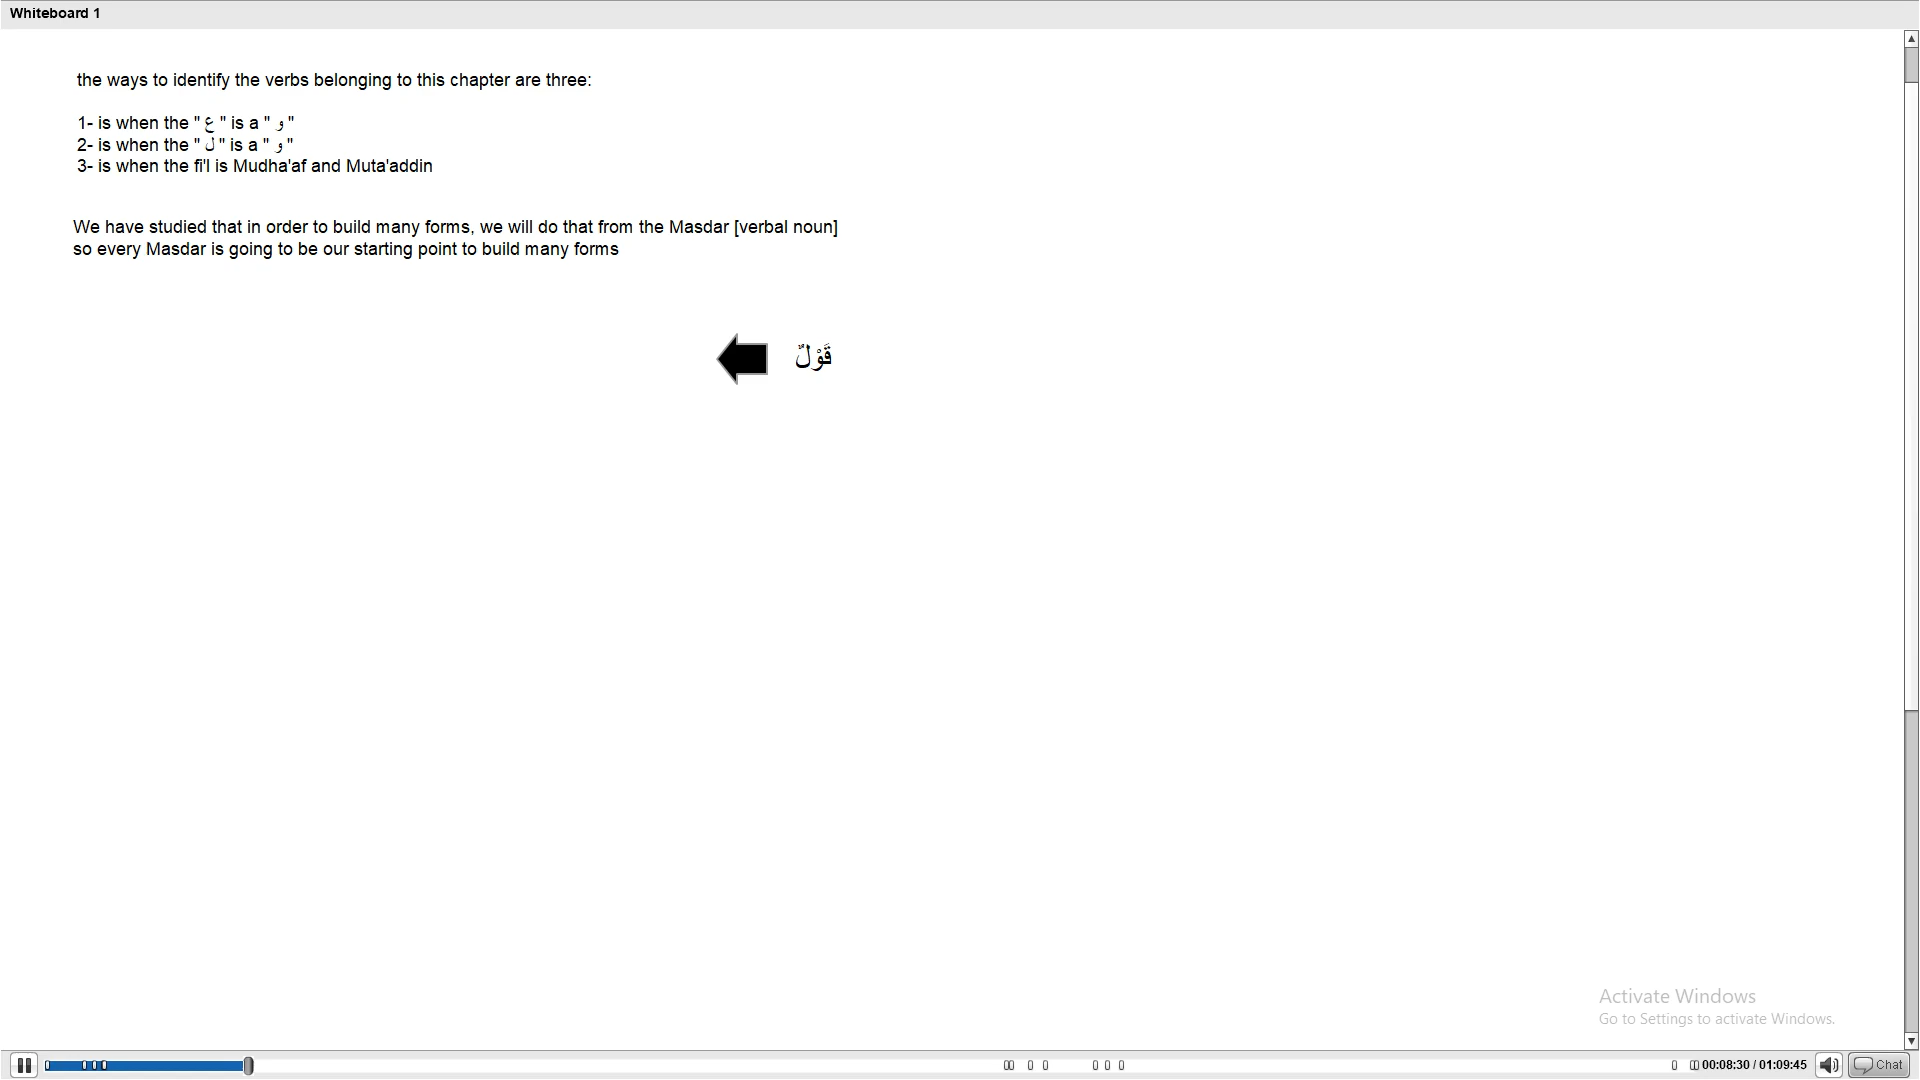 Whiteboard 1
the ways to identify the verbs belonging to this chapter are three:
1- is when the " ع " is a " و "
2- is when the " ل " is a " و "
3- is when the fi'l is Mudha'af and Muta'addin
We have studied that in order to build many forms, we will do that from the Masdar [verbal noun]
so every Masdar is going to be our starting point to build many forms
قَوْلٌ
Activate Windows
Go to Settings to activate Windows.
00:08:30 / 01:09:45
Chat